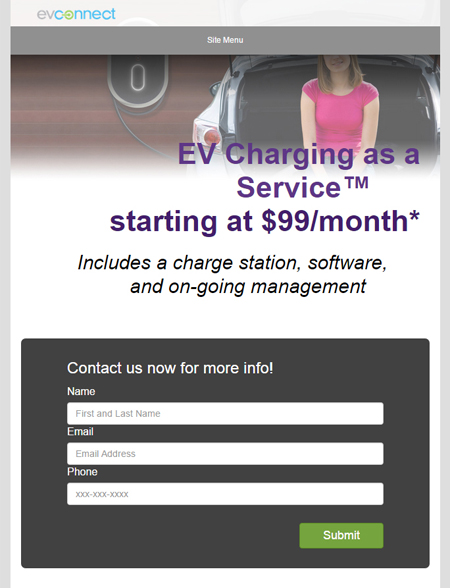 evconnect
Site Menu
EV Charging as a
Service™
starting at $99/month*
Includes a charge station, software,
and on-going management
Contact us now for more info!
Name
First and Last Name
Email
Email Address
Phone
xxx-xxx-xxxx
Submit